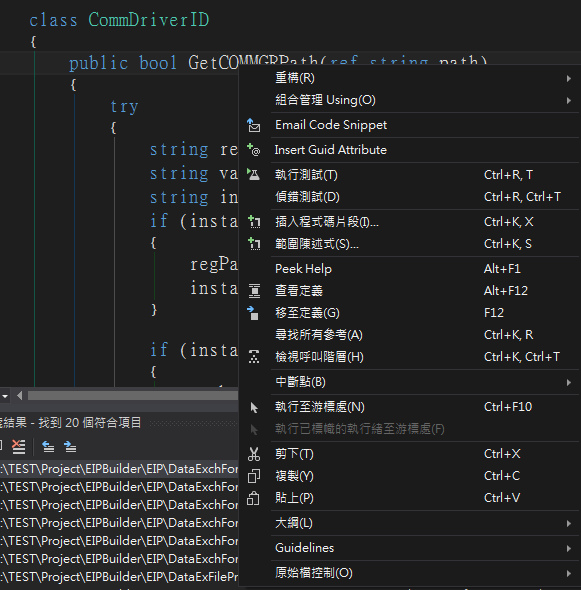 class CommDriverID
{
public bool GetCOMMGRPath(ref string path)
{
try
{
string re
string va
string in
if (insta
{
regPa
insta
}
if (insta
{
重構(R)
組合管理 Using(O)
Email Code Snippet
Insert Guid Attribute
執行測試(T) Ctrl+R, T
偵錯測試(D) Ctrl+R, Ctrl+T
插入程式碼片段(I)... Ctrl+K, X
範圍陳述式(S)... Ctrl+K, S
Peek Help Alt+F1
查看定義 Alt+F12
移至定義(G) F12
尋找所有參考(A) Ctrl+K, R
檢視呼叫階層(H) Ctrl+K, Ctrl+T
中斷點(B)
執行至游標處(N) Ctrl+F10
執行已標幟的執行緒至游標處(F)
剪下(T) Ctrl+X
複製(Y) Ctrl+C
貼上(P) Ctrl+V
大綱(L)
Guidelines
原始檔控制(O)
結果 - 找到 20 個符合項目
:\TEST\Project\EIPBuilder\EIP\DataExchFor
:\TEST\Project\EIPBuilder\EIP\DataExchFor
:\TEST\Project\EIPBuilder\EIP\DataExchFor
:\TEST\Project\EIPBuilder\EIP\DataExchFor
:\TEST\Project\EIPBuilder\EIP\DataExchFor
:\TEST\Project\EIPBuilder\EIP\DataExchFor
:\TEST\Project\EIPBuilder\EIP\DataExFilePr